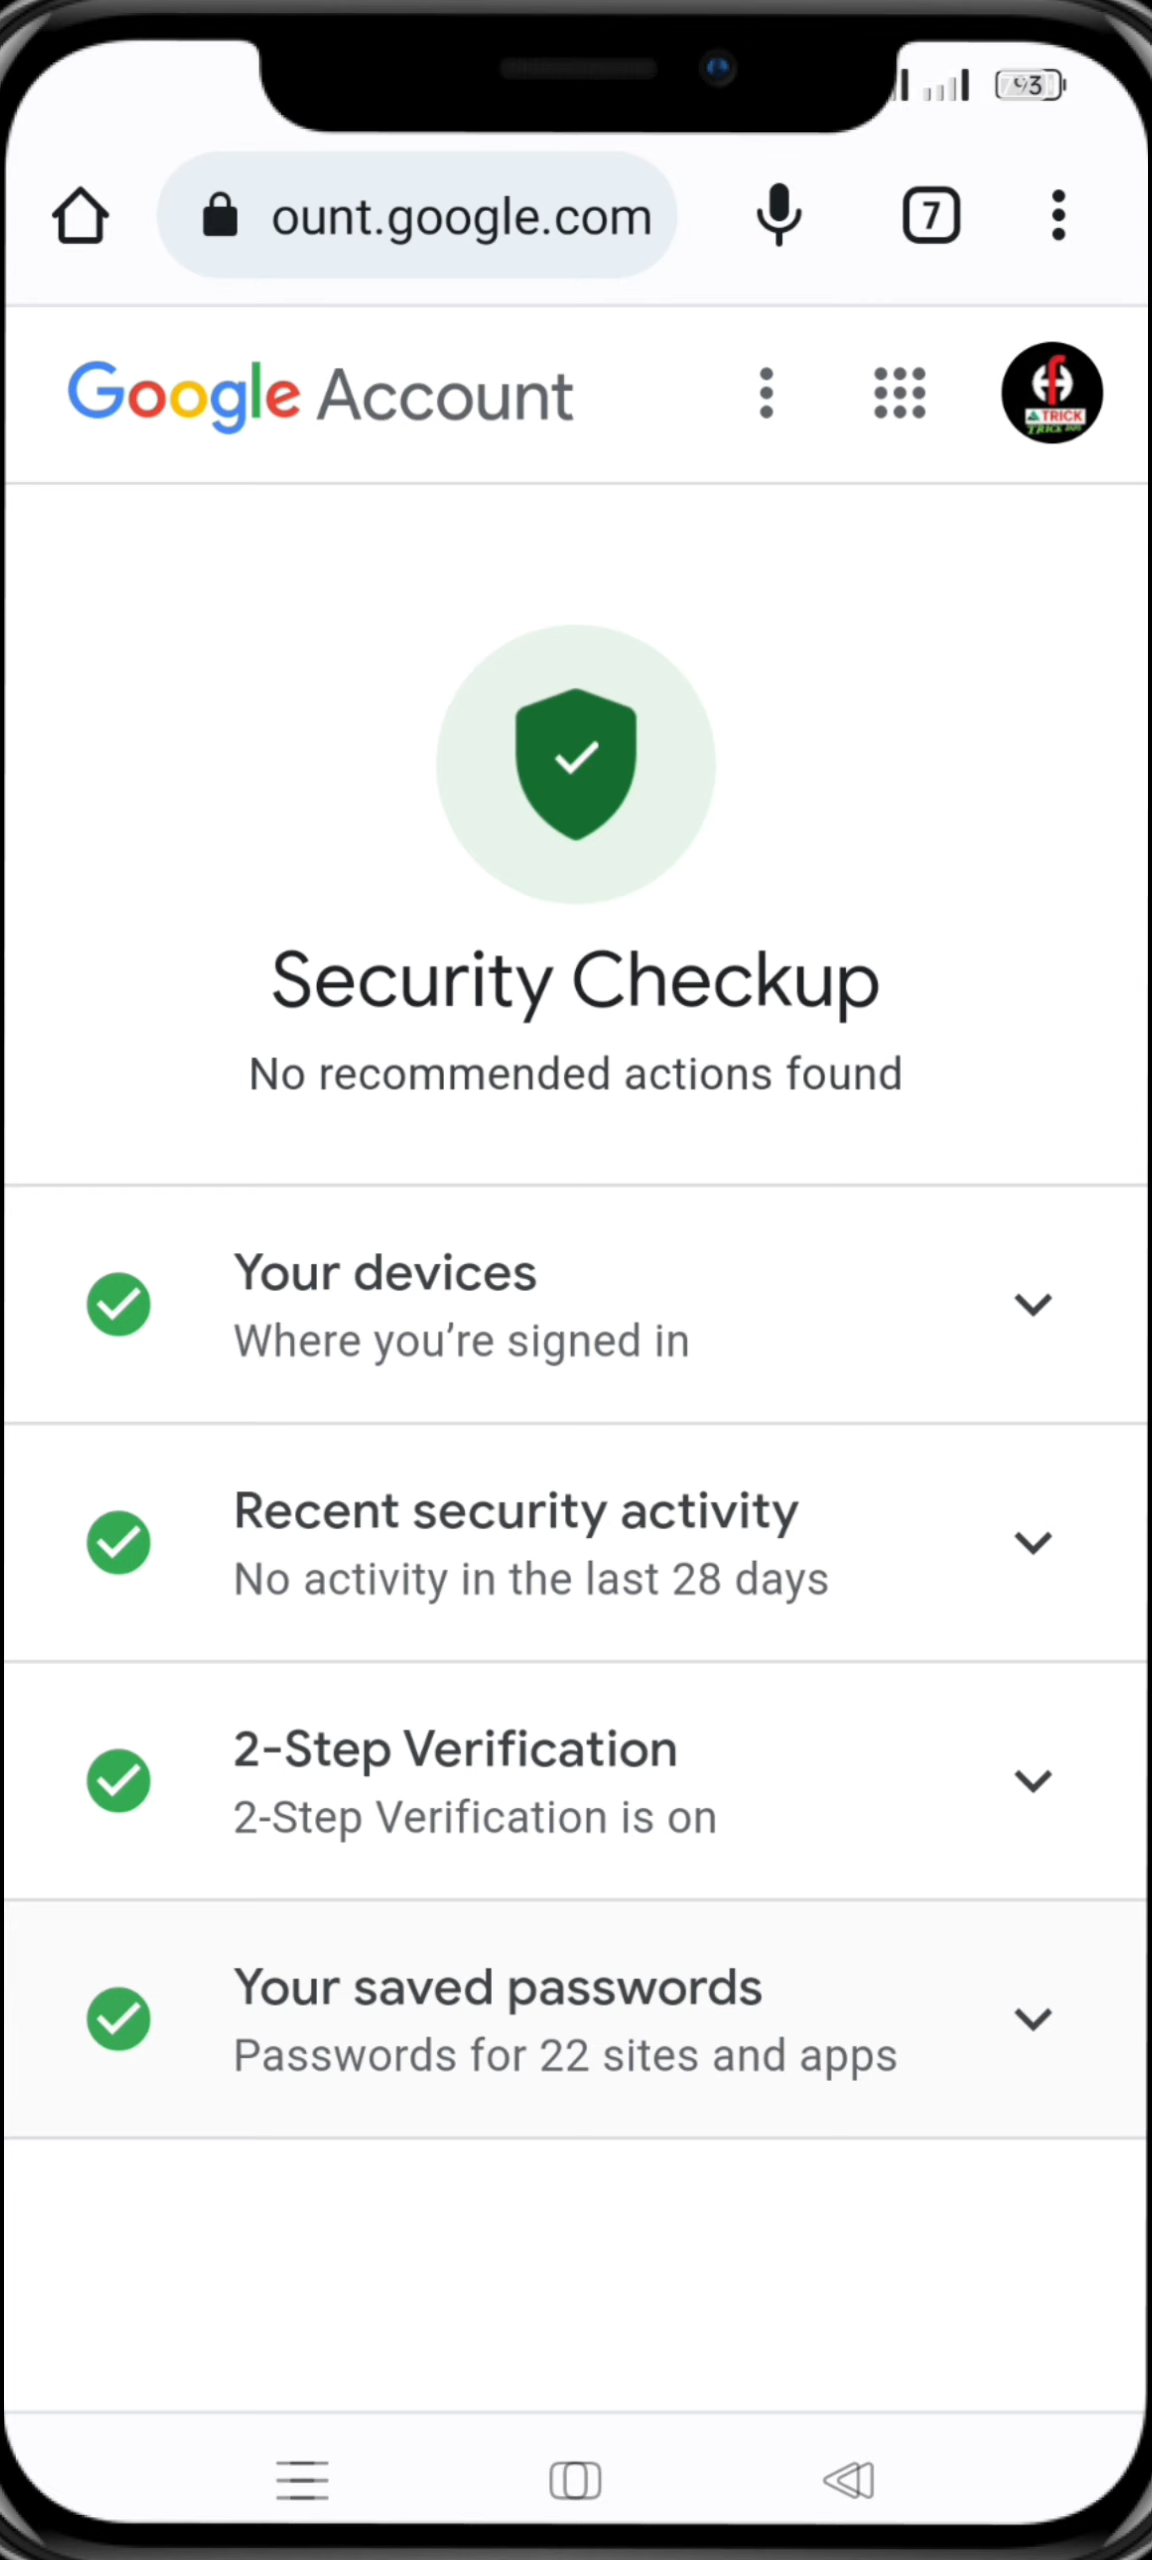 93
ount.google.com
7
Google Account
TRICK
Security Checkup
No recommended actions found
Your devices
Where you’re signed in
Recent security activity
No activity in the last 28 days
2-Step Verification
2-Step Verification is on
Your saved passwords
Passwords for 22 sites and apps